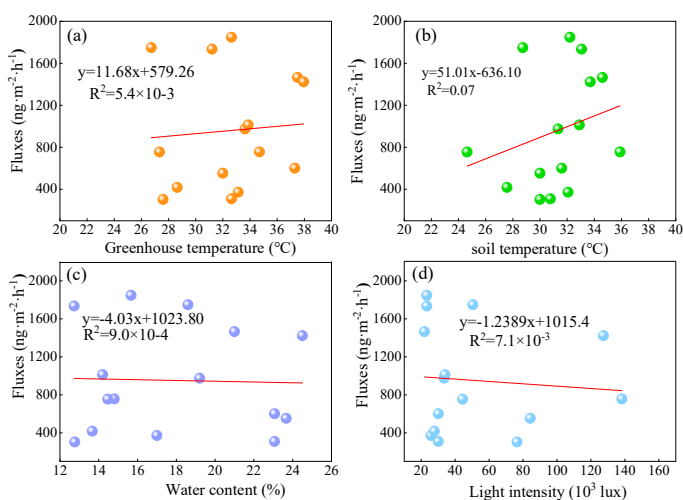 (a)
y=11.68x+579.26
R²=5.4×10-3
Fluxes (ng·m⁻²·h⁻¹)
2000
1600
1200
800
400
20 22 24 26 28 30 32 34 36 38 40
Greenhouse temperature (℃)
(b)
y=51.01x-636.10
R²=0.07
Fluxes (ng·m⁻²·h⁻¹)
2000
1600
1200
800
400
20 22 24 26 28 30 32 34 36 38 40
soil temperature (℃)
(c)
y=-4.03x+1023.80
R²=9.0×10-4
Fluxes (ng·m⁻²·h⁻¹)
2000
1600
1200
800
400
12 14 16 18 20 22 24 26
Water content (%)
(d)
y=-1.2389x+1015.4
R²=7.1×10⁻³
Fluxes (ng·m⁻²·h⁻¹)
2000
1600
1200
800
400
0 20 40 60 80 100 120 140 160
Light intensity (10³ lux)